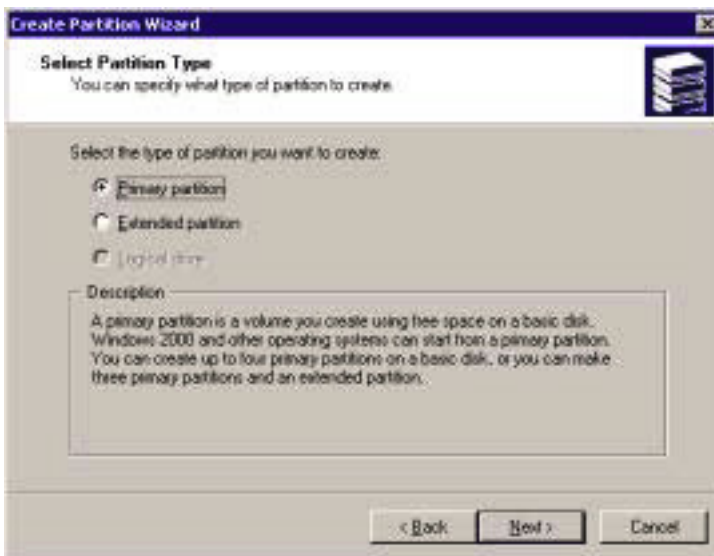 Create Partition Wizard
Select Partition Type
You can specify what type of partition to create.
Select the type of partition you want to create:
Primary partition
Extended partition
Logical drive
Description
A primary partition is a volume you create using free space on a basic disk.
Windows 2000 and other operating systems can start from a primary partition.
You can create up to four primary partitions on a basic disk, or you can make
three primary partitions and an extended partition.
< Back
Next >
Cancel